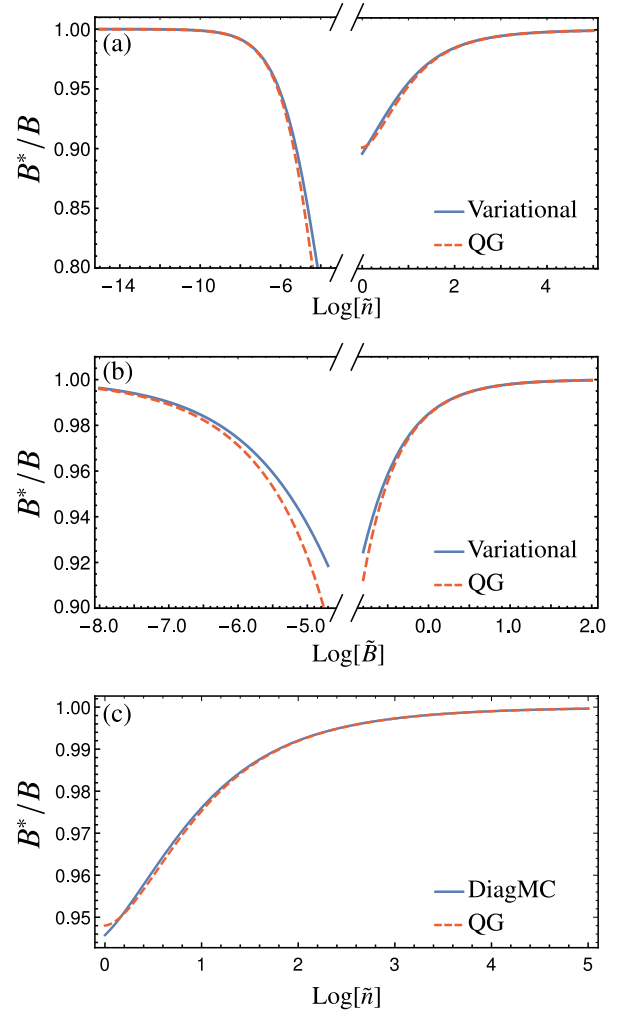 (a)
1.00
0.95
0.90
0.85
0.80
B*/B
Variational
QG
−14 −10 −6 0 2 4
Log[ñ]
(b)
1.00
0.98
0.96
0.94
0.92
0.90
B*/B
Variational
QG
−8.0 −7.0 −6.0 −5.0 0.0 1.0 2.0
Log[B̃]
(c)
1.00
0.99
0.98
0.97
0.96
0.95
B*/B
DiagMC
QG
0 1 2 3 4 5
Log[ñ]